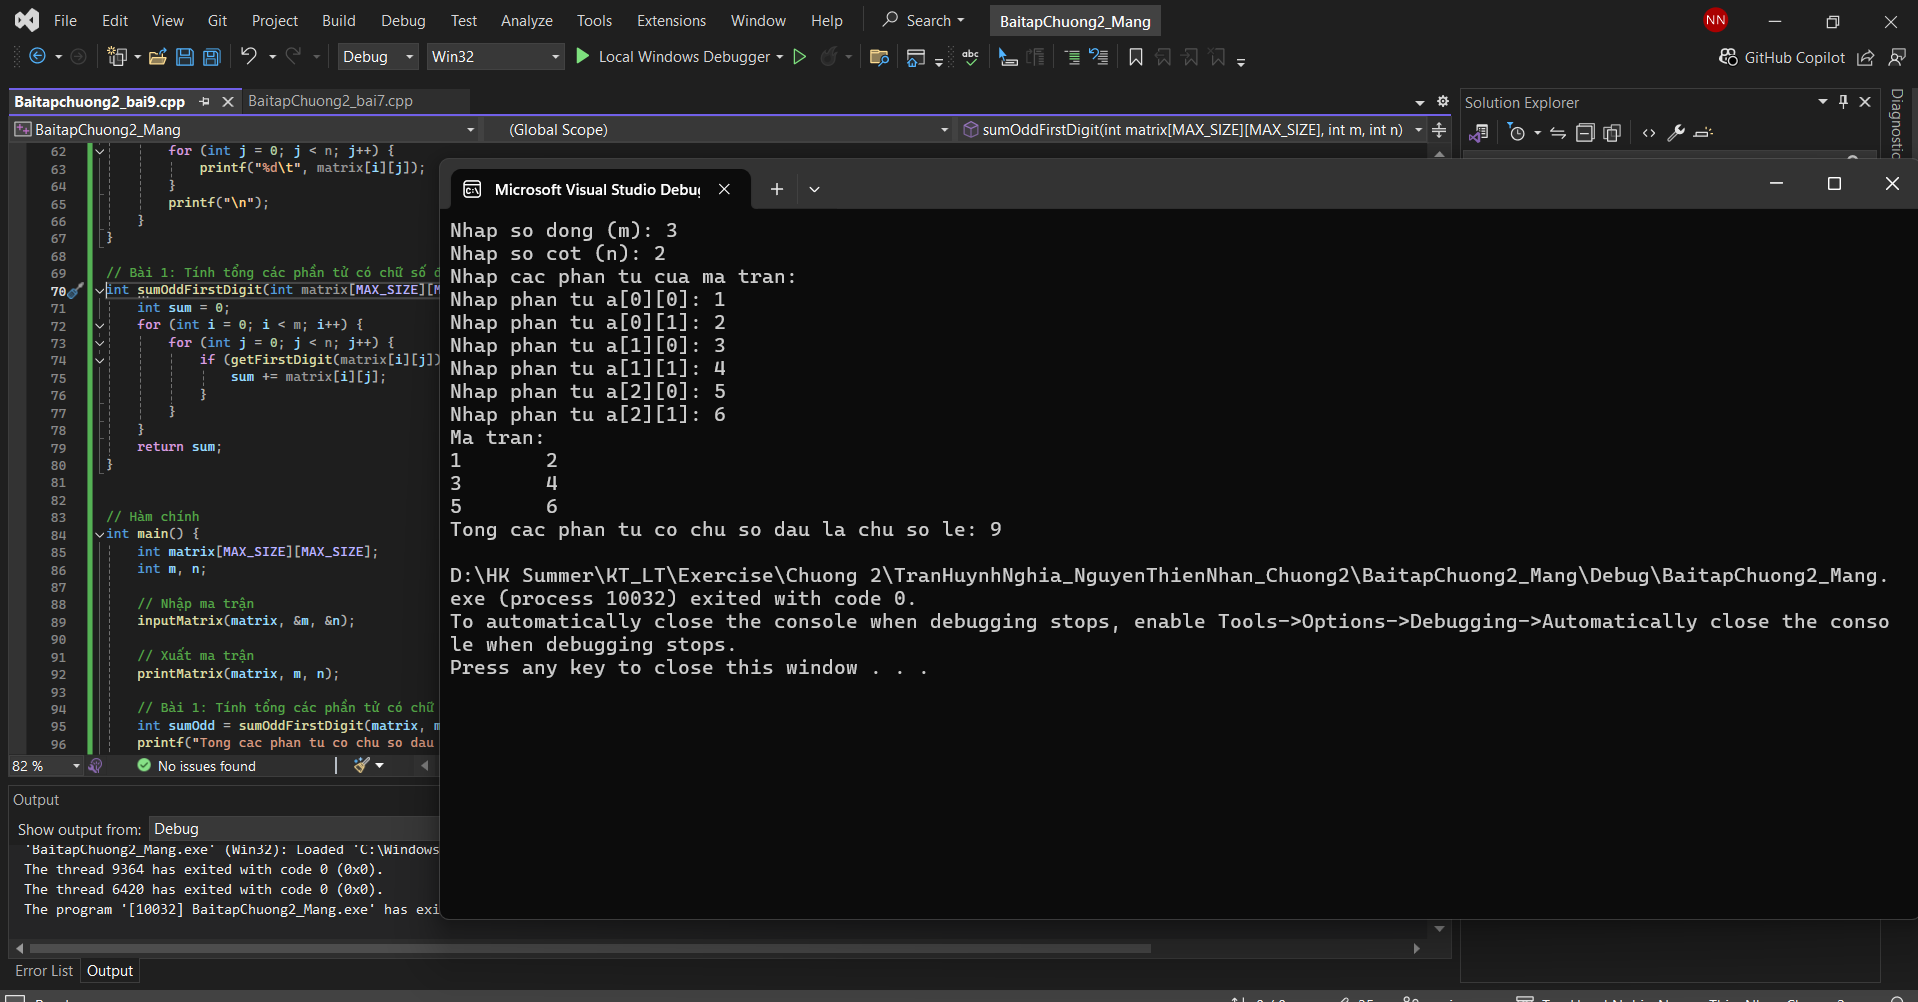 File Edit View Git Project Build Debug Test Analyze Tools Extensions Window Help Search BaitapChuong2_Mang NN
Debug Win32 Local Windows Debugger abc GitHub Copilot
Baitapchuong2_bai9.cpp BaitapChuong2_bai7.cpp
BaitapChuong2_Mang (Global Scope) sumOddFirstDigit(int matrix[MAX_SIZE][MAX_SIZE], int m, int n)
Solution Explorer
62 for (int j = 0; j < n; j++) {
63 printf("%d\t", matrix[i][j]);
64 }
65 printf("\n");
66 }
67 }
68
69 // Bài 1: Tính tổng các phần tử có chữ số
70 int sumOddFirstDigit(int matrix[MAX_SIZE][
71 int sum = 0;
72 for (int i = 0; i < m; i++) {
73 for (int j = 0; j < n; j++) {
74 if (getFirstDigit(matrix[i][j])
75 sum += matrix[i][j];
76 }
77 }
78 }
79 return sum;
80 }
81
82
83 // Hàm chính
84 int main() {
85 int matrix[MAX_SIZE][MAX_SIZE];
86 int m, n;
87
88 // Nhập ma trận
89 inputMatrix(matrix, &m, &n);
90
91 // Xuất ma trận
92 printMatrix(matrix, m, n);
93
94 // Bài 1: Tính tổng các phần tử có chữ
95 int sumOdd = sumOddFirstDigit(matrix, m
96 printf("Tong cac phan tu co chu so dau
82 % No issues found
Output
Show output from: Debug
'BaitapChuong2_Mang.exe' (Win32): Loaded 'C:\Windows
The thread 9364 has exited with code 0 (0x0).
The thread 6420 has exited with code 0 (0x0).
The program '[10032] BaitapChuong2_Mang.exe' has exi
Error List Output
Microsoft Visual Studio Debu
Nhap so dong (m): 3
Nhap so cot (n): 2
Nhap cac phan tu cua ma tran:
Nhap phan tu a[0][0]: 1
Nhap phan tu a[0][1]: 2
Nhap phan tu a[1][0]: 3
Nhap phan tu a[1][1]: 4
Nhap phan tu a[2][0]: 5
Nhap phan tu a[2][1]: 6
Ma tran:
1 2
3 4
5 6
Tong cac phan tu co chu so dau la chu so le: 9
D:\HK Summer\KT_LT\Exercise\Chuong 2\TranHuynhNghia_NguyenThienNhan_Chuong2\BaitapChuong2_Mang\Debug\BaitapChuong2_Mang.
exe (process 10032) exited with code 0.
To automatically close the console when debugging stops, enable Tools->Options->Debugging->Automatically close the conso
le when debugging stops.
Press any key to close this window . . .